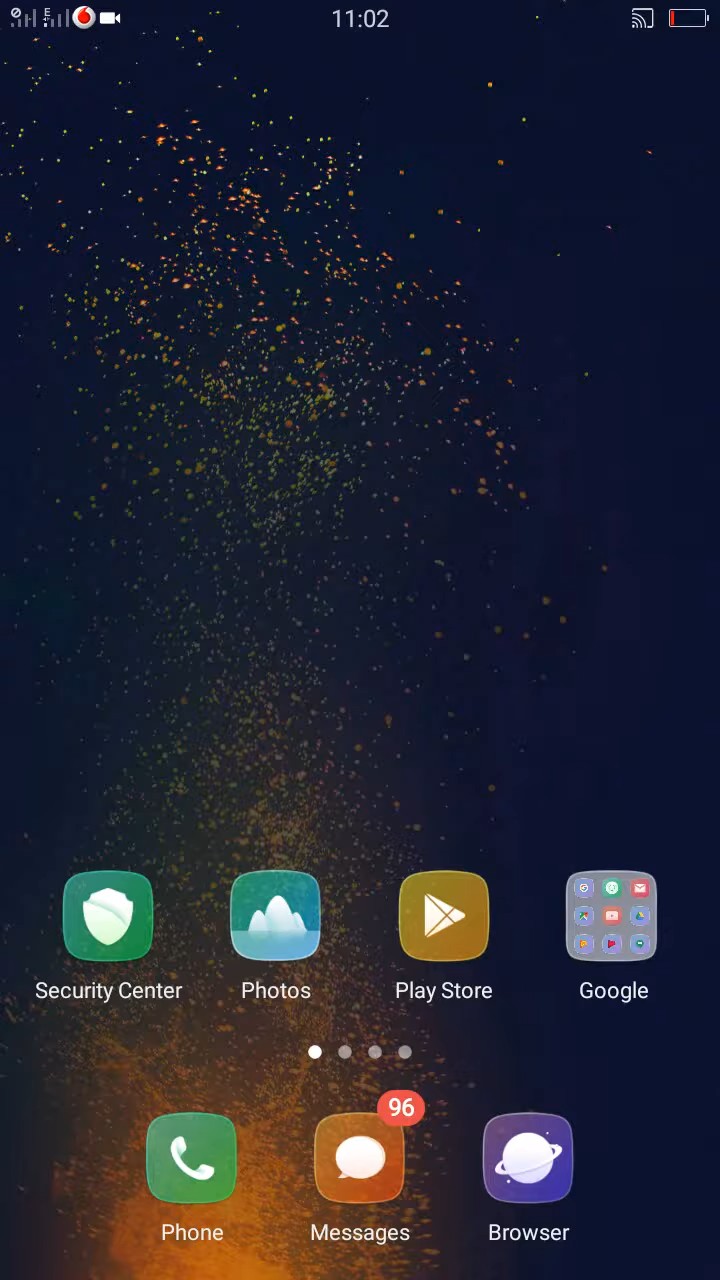 E
11:02
Security Center
Photos
Play Store
Google
96
Phone
Messages
Browser